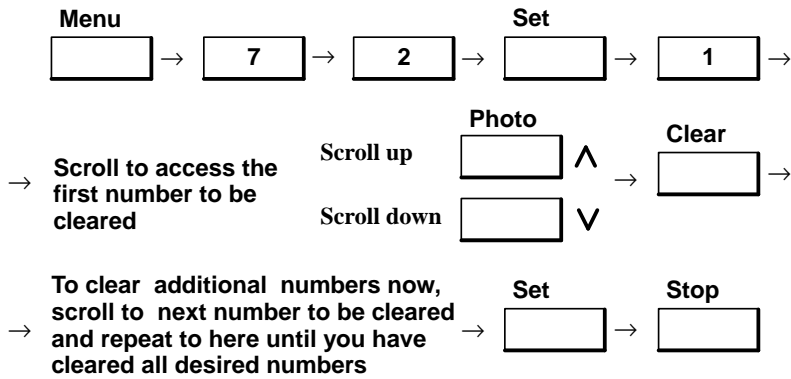 Menu Set
→ 7 → 2 → → 1 →
Photo
Clear
Scroll up ∧
→ Scroll to access the
first number to be
cleared
→ →
Scroll down ∨
To clear additional numbers now,
scroll to next number to be cleared
and repeat to here until you have
cleared all desired numbers
Set Stop
→ → →